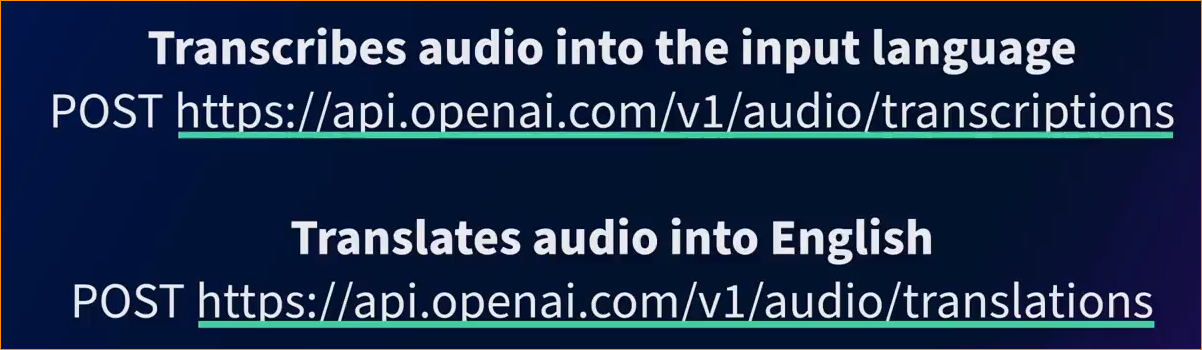 Transcribes audio into the input language
POST https://api.openai.com/v1/audio/transcriptions
Translates audio into English
POST https://api.openai.com/v1/audio/translations